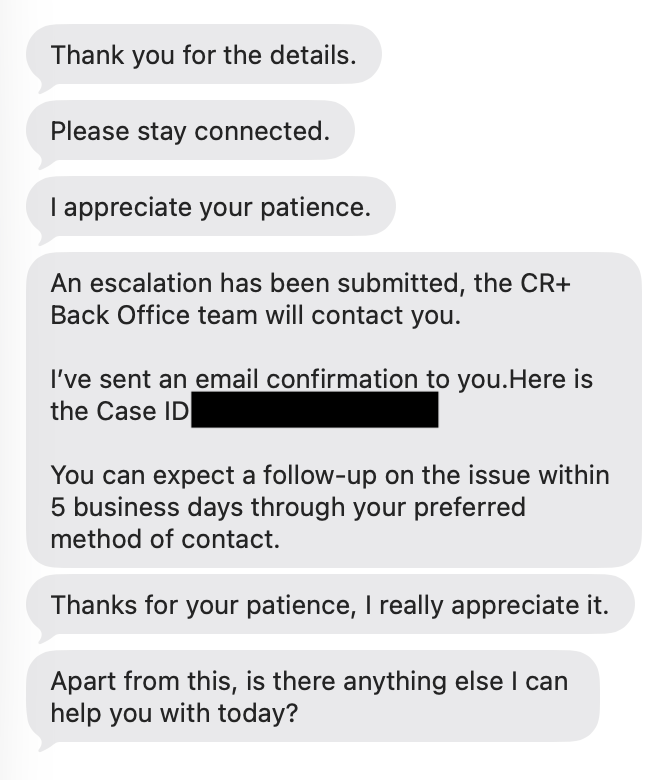 Thank you for the details.
Please stay connected.
I appreciate your patience.
An escalation has been submitted, the CR+
Back Office team will contact you.
I’ve sent an email confirmation to you.Here is
the Case ID
You can expect a follow-up on the issue within
5 business days through your preferred
method of contact.
Thanks for your patience, I really appreciate it.
Apart from this, is there anything else I can
help you with today?